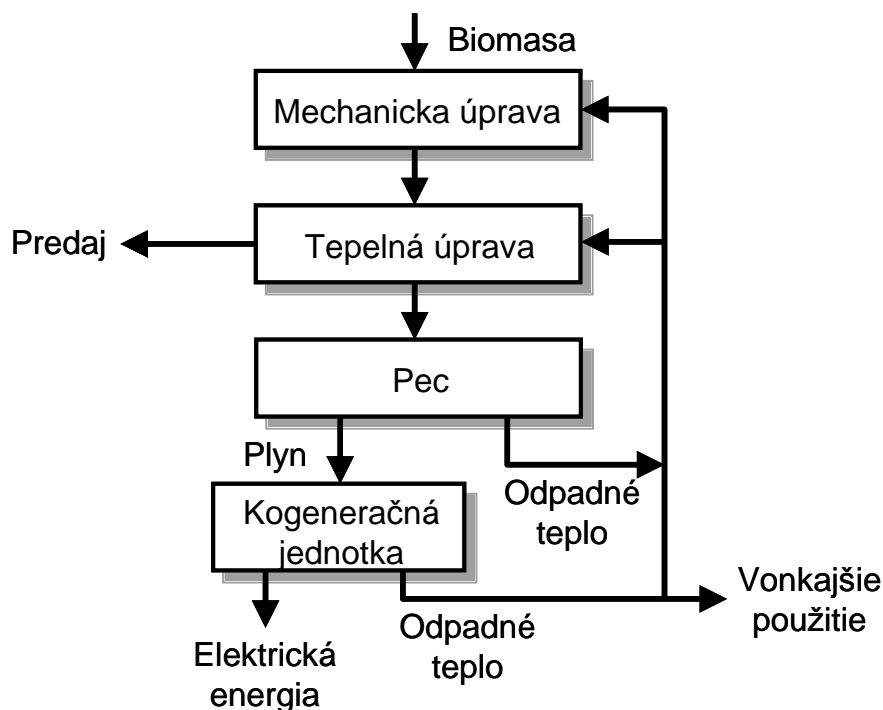 Biomasa
Mechanicka úprava
Predaj
Tepelná úprava
Pec
Plyn
Odpadné
teplo
Kogeneračná
jednotka
Vonkajšie
použitie
Odpadné
teplo
Elektrická
energia